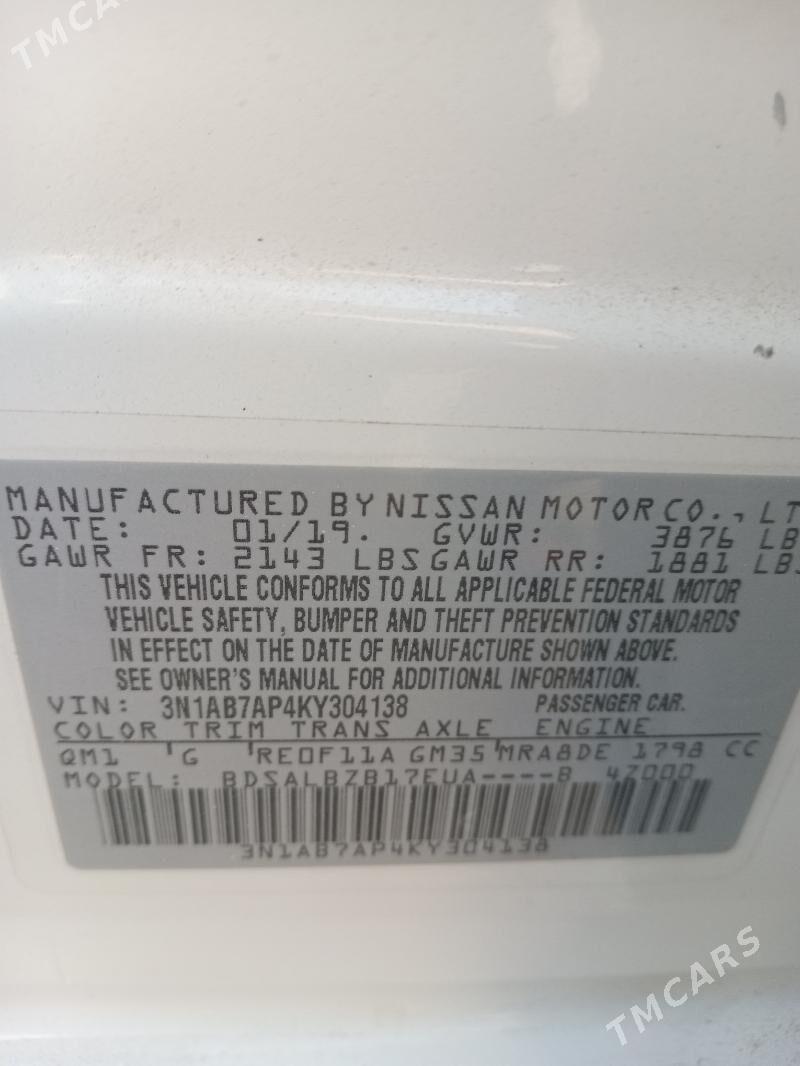 TMCARS
MANUFACTURED BY NISSAN MOTOR CO., LT
DATE: 01/19. GVWR: 3876 LB
GAWR FR: 2143 LBS GAWR RR: 1881 LBS
THIS VEHICLE CONFORMS TO ALL APPLICABLE FEDERAL MOTOR
VEHICLE SAFETY, BUMPER AND THEFT PREVENTION STANDARDS
IN EFFECT ON THE DATE OF MANUFACTURE SHOWN ABOVE.
SEE OWNER'S MANUAL FOR ADDITIONAL INFORMATION.
VIN: 3N1AB7AP4KY304138 PASSENGER CAR.
COLOR TRIM TRANS AXLE ENGINE
QM1 'G 'RE0F11A GM35 'MRA8DE 1798 CC
MODEL: BDSALBZB17EUA----B 47000
3N1AB7AP4KY304138
TMCARS